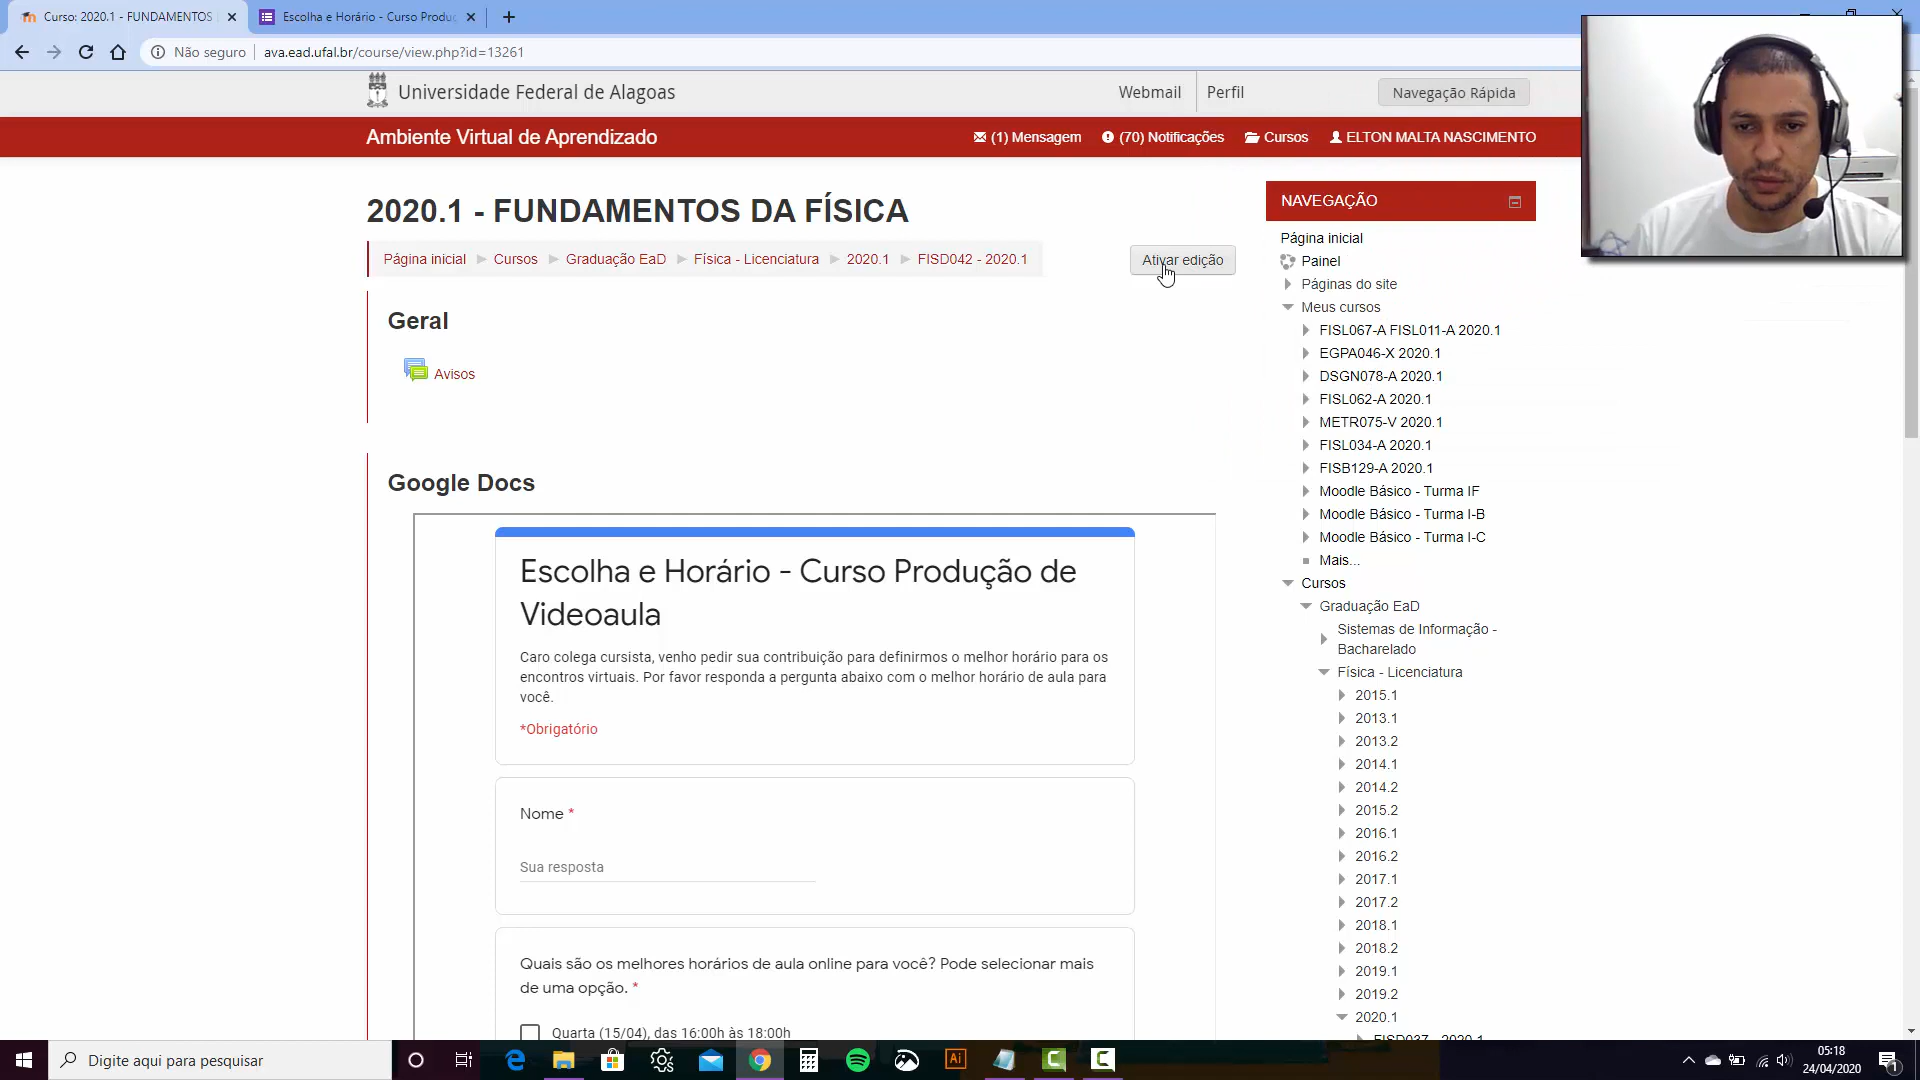 Curso: 2020.1 - FUNDAMENTOS
Escolha e Horário - Curso Produç
Não seguro
ava.ead.ufal.br/course/view.php?id=13261
Universidade Federal de Alagoas
Webmail
Perfil
Navegação Rápida
Ambiente Virtual de Aprendizado
(1) Mensagem
(70) Notificações
Cursos
ELTON MALTA NASCIMENTO
2020.1 - FUNDAMENTOS DA FÍSICA
Página inicial
Cursos
Graduação EaD
Física - Licenciatura
2020.1
FISD042 - 2020.1
Ativar edição
Geral
Avisos
Google Docs
Escolha e Horário - Curso Produção de
Videoaula
Caro colega cursista, venho pedir sua contribuição para definirmos o melhor horário para os
encontros virtuais. Por favor responda a pergunta abaixo com o melhor horário de aula para
você.
*Obrigatório
Nome *
Sua resposta
Quais são os melhores horários de aula online para você? Pode selecionar mais
de uma opção. *
Quarta (15/04), das 16:00h às 18:00h
NAVEGAÇÃO
Página inicial
Painel
Páginas do site
Meus cursos
FISL067-A FISL011-A 2020.1
EGPA046-X 2020.1
DSGN078-A 2020.1
FISL062-A 2020.1
METR075-V 2020.1
FISL034-A 2020.1
FISB129-A 2020.1
Moodle Básico - Turma IF
Moodle Básico - Turma I-B
Moodle Básico - Turma I-C
Mais...
Cursos
Graduação EaD
Sistemas de Informação -
Bacharelado
Física - Licenciatura
2015.1
2013.1
2013.2
2014.1
2014.2
2015.2
2016.1
2016.2
2017.1
2017.2
2018.1
2018.2
2019.1
2019.2
2020.1
FISD037 - 2020.1
Digite aqui para pesquisar
Ai
05:18
24/04/2020
1